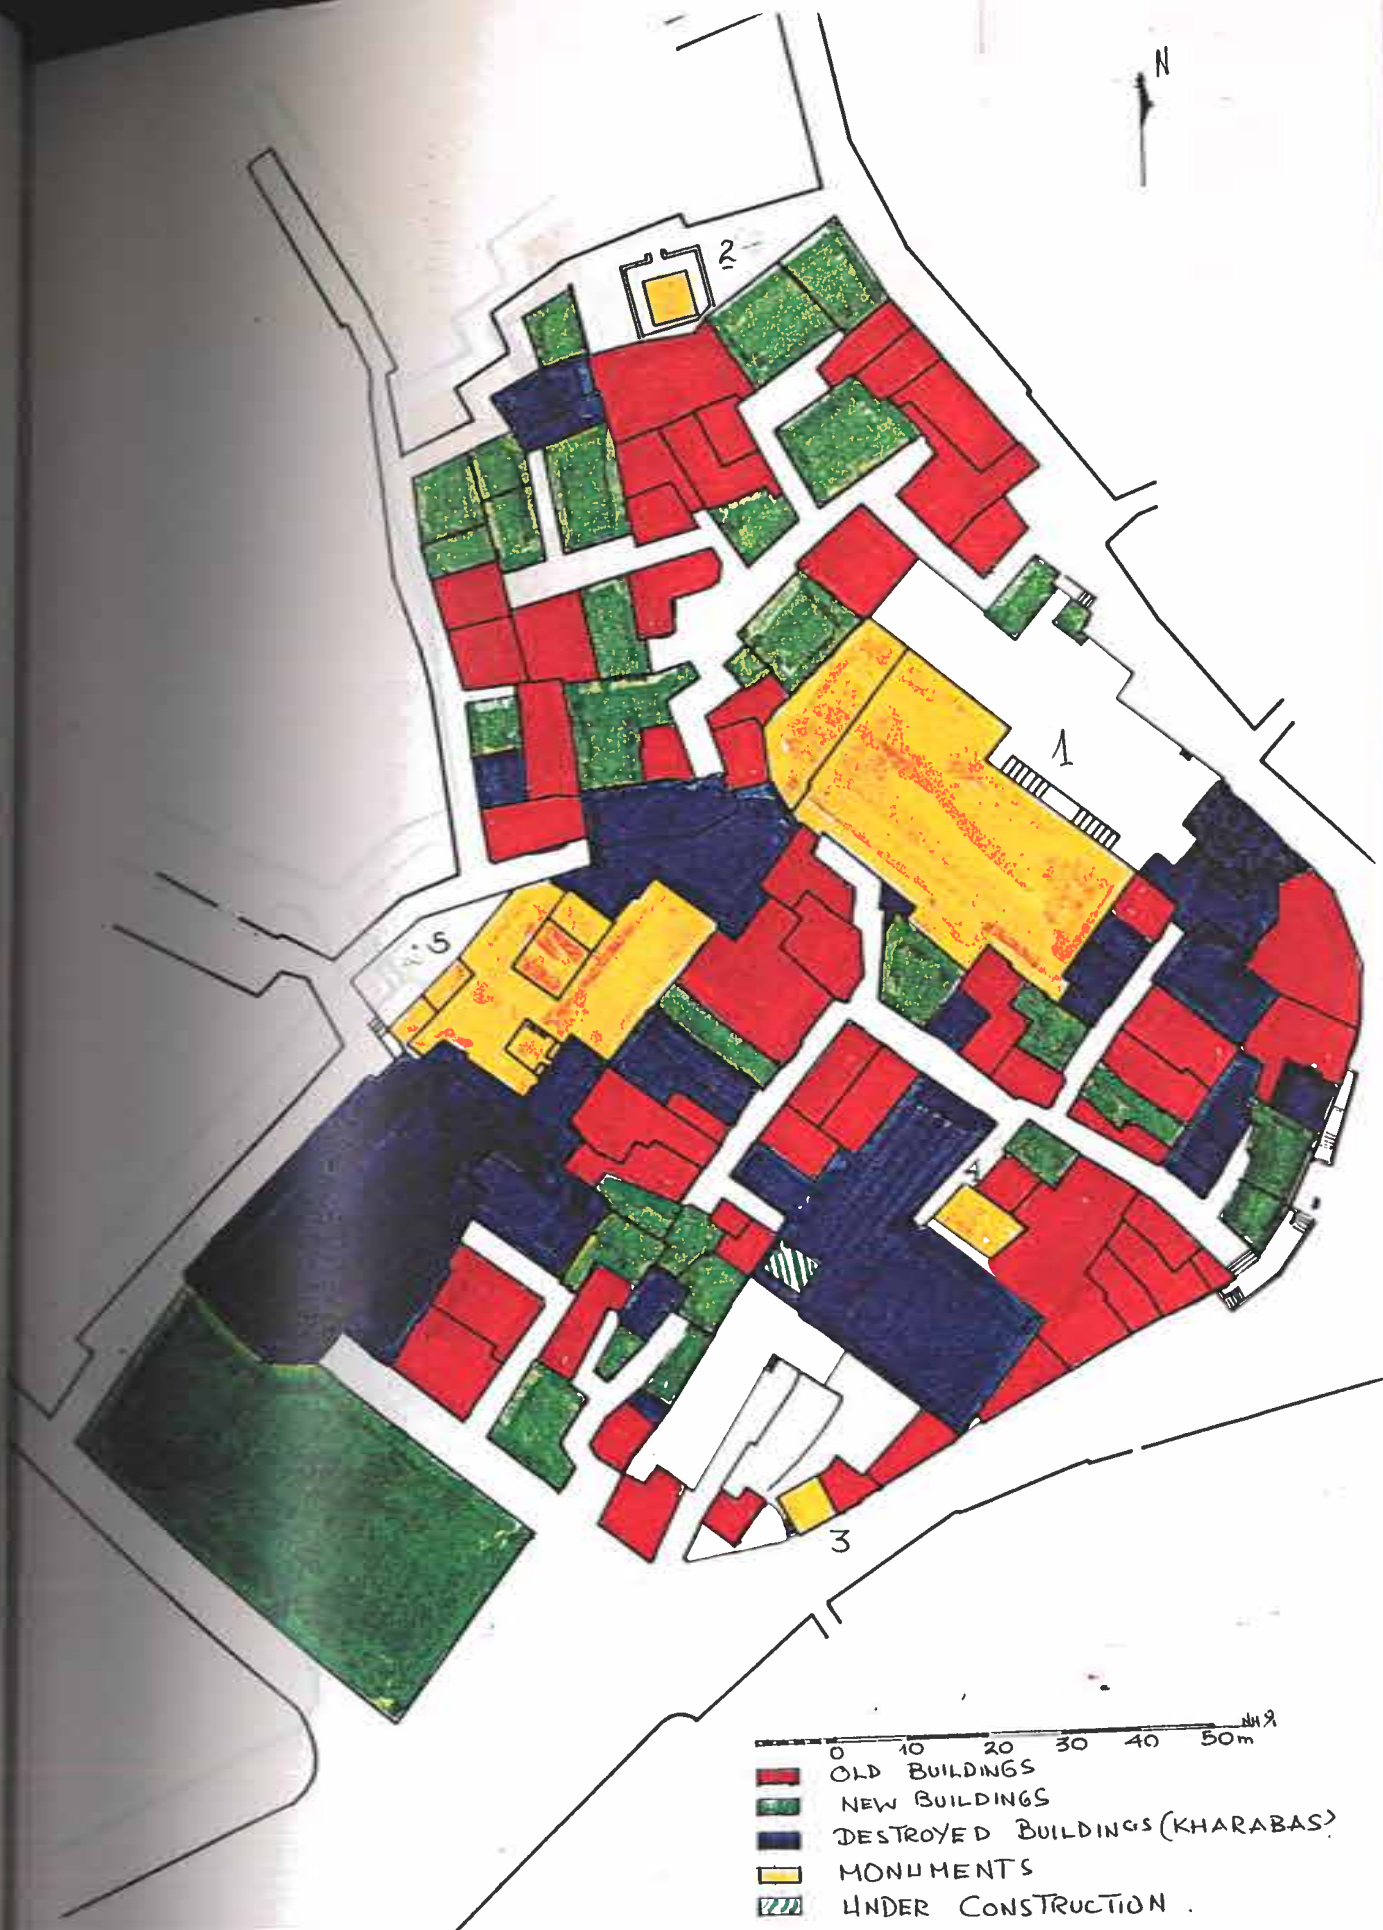 N
2
1
5
4
3
0 10 20 30 40 50m
OLD BUILDINGS
NEW BUILDINGS
DESTROYED BUILDINGS (KHARABAS)
MONUMENTS
UNDER CONSTRUCTION.